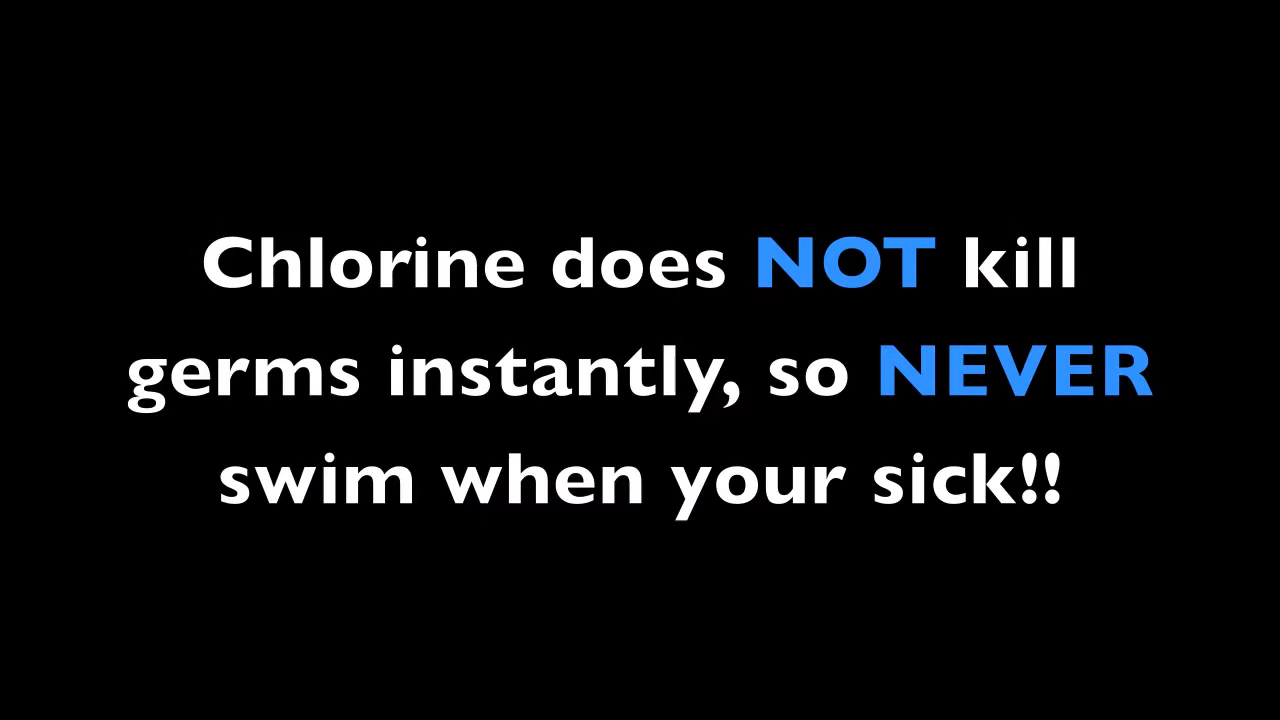 Chlorine does NOT kill
germs instantly, so NEVER
swim when your sick!!